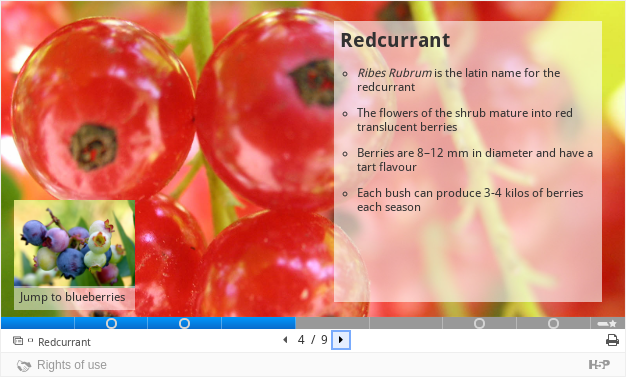 Redcurrant
Ribes Rubrum is the latin name for the
redcurrant
The flowers of the shrub mature into red
translucent berries
Berries are 8–12 mm in diameter and have a
tart flavour
Each bush can produce 3-4 kilos of berries
each season
Jump to blueberries
Redcurrant
4 / 9
Rights of use
H5P